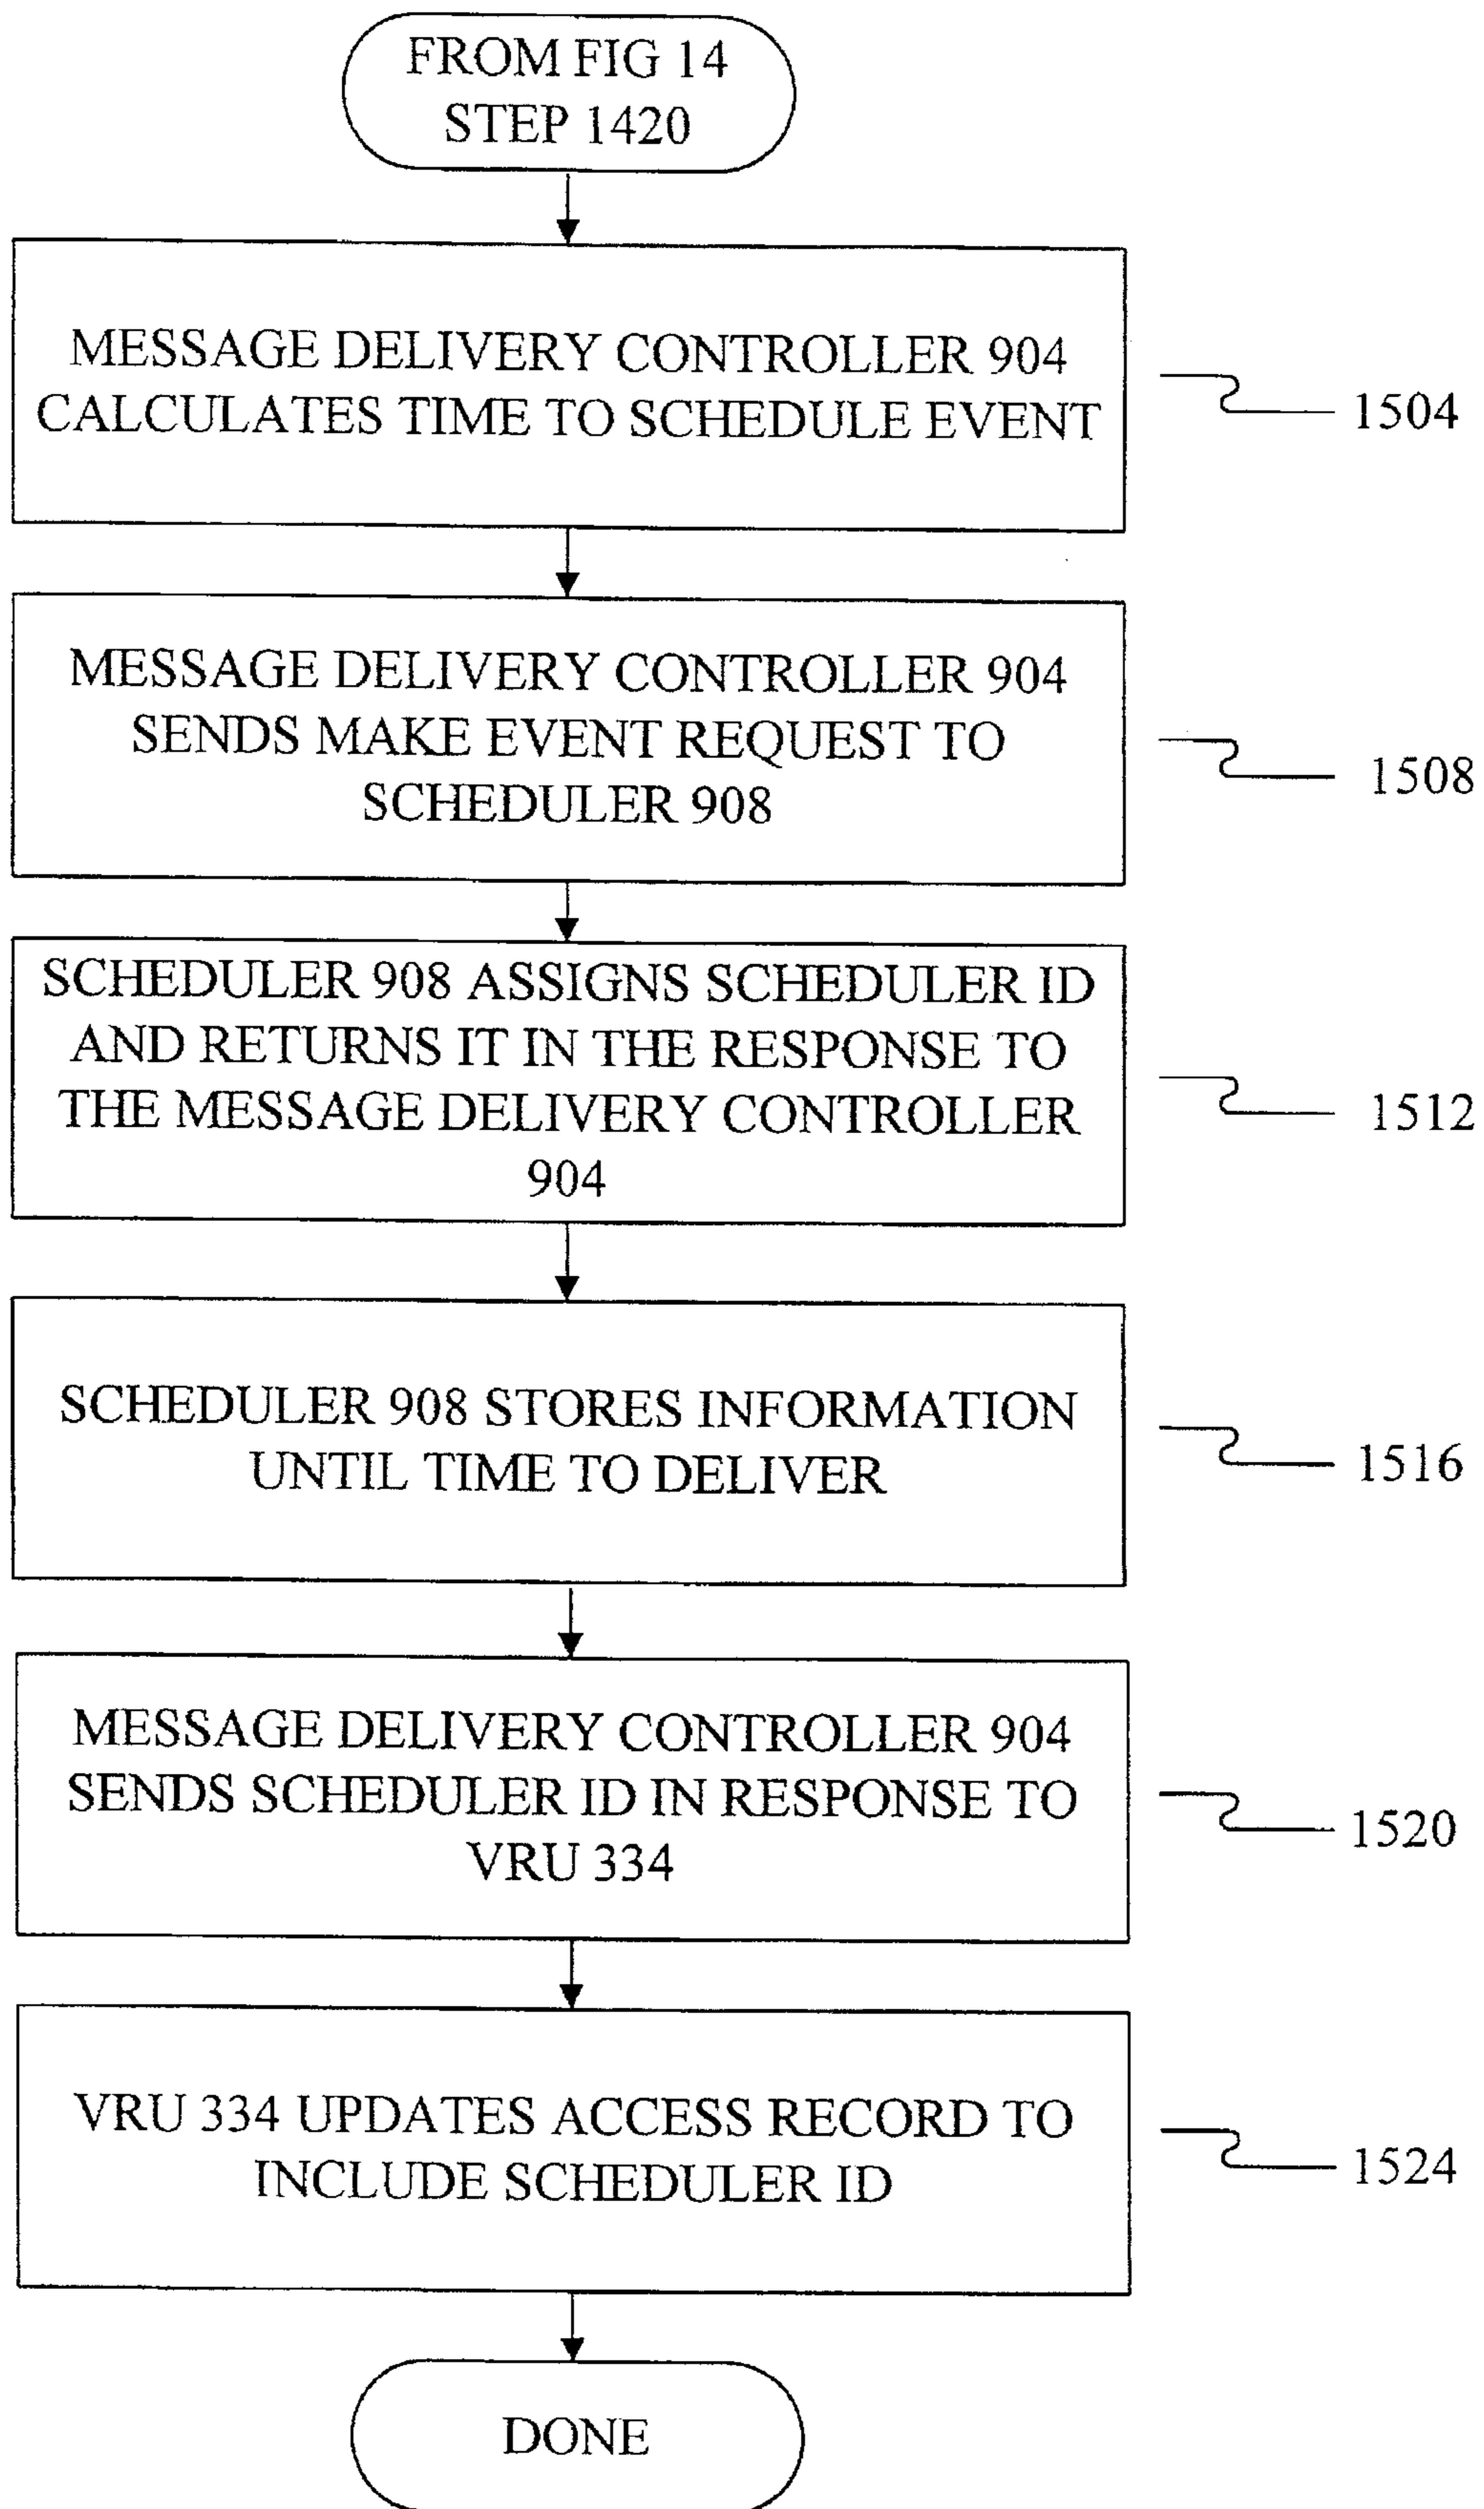 FROM FIG 14
STEP 1420
MESSAGE DELIVERY CONTROLLER 904
CALCULATES TIME TO SCHEDULE EVENT
1504
MESSAGE DELIVERY CONTROLLER 904
SENDS MAKE EVENT REQUEST TO
SCHEDULER 908
1508
SCHEDULER 908 ASSIGNS SCHEDULER ID
AND RETURNS IT IN THE RESPONSE TO
THE MESSAGE DELIVERY CONTROLLER
904
1512
SCHEDULER 908 STORES INFORMATION
UNTIL TIME TO DELIVER
1516
MESSAGE DELIVERY CONTROLLER 904
SENDS SCHEDULER ID IN RESPONSE TO
VRU 334
1520
VRU 334 UPDATES ACCESS RECORD TO
INCLUDE SCHEDULER ID
1524
DONE